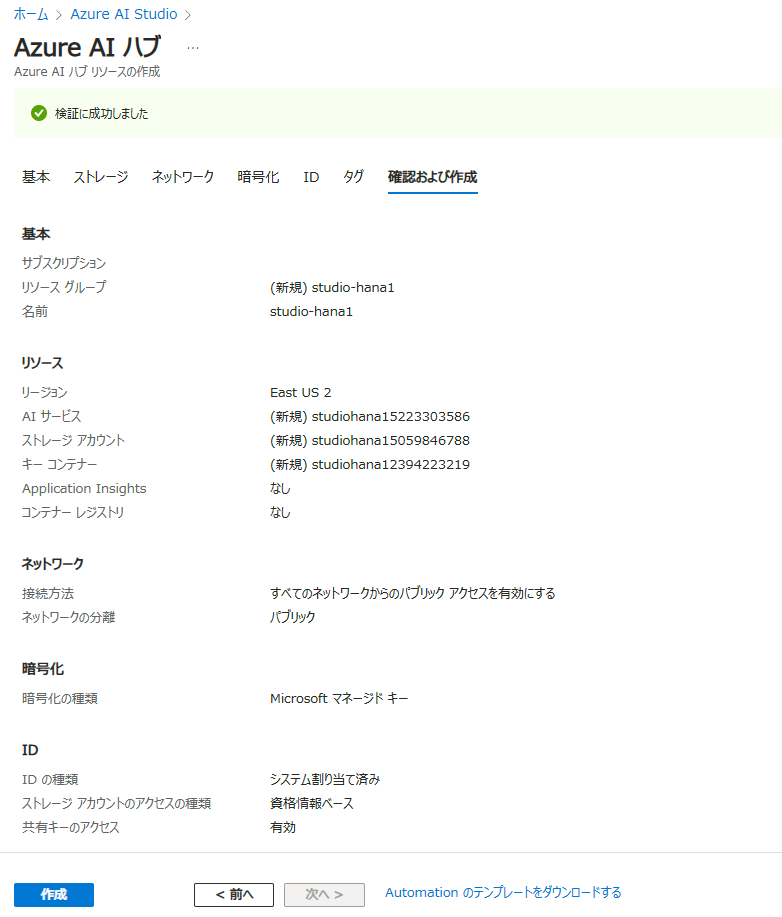 ホーム > Azure AI Studio >
Azure AI ハブ ...
Azure AI ハブ リソースの作成
検証に成功しました
基本 ストレージ ネットワーク 暗号化 ID タグ 確認および作成
基本
サブスクリプション
リソース グループ (新規) studio-hana1
名前 studio-hana1
リソース
リージョン East US 2
AI サービス (新規) studiohana15223303586
ストレージ アカウント (新規) studiohana15059846788
キー コンテナー (新規) studiohana12394223219
Application Insights なし
コンテナー レジストリ なし
ネットワーク
接続方法 すべてのネットワークからのパブリック アクセスを有効にする
ネットワークの分離 パブリック
暗号化
暗号化の種類 Microsoft マネージド キー
ID
ID の種類 システム割り当て済み
ストレージ アカウントのアクセスの種類 資格情報ベース
共有キーのアクセス 有効
作成 < 前へ 次へ > Automation のテンプレートをダウンロードする